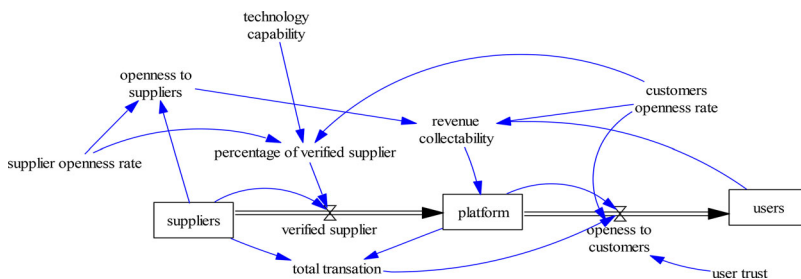 technology
capability
openness to
suppliers
customers
openness rate
revenue
collectability
supplier openness rate
percentage of verified supplier
suppliers
platform
users
verified supplier
openess to
customers
total transation
user trust